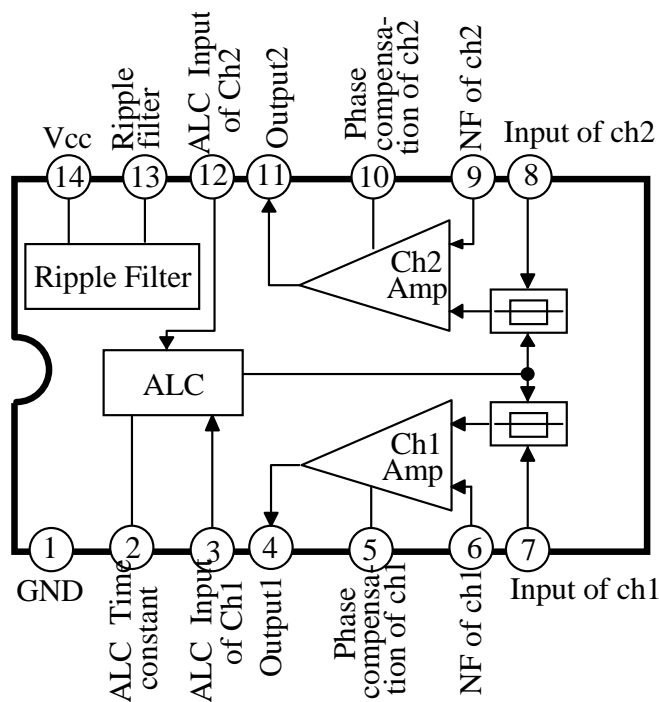 Vcc
Ripple
filter
ALC Input
of Ch2
Output2
Phase
compensa-
tion of ch2
NF of ch2
Input of ch2
14
13
12
11
10
9
8
Ripple Filter
Ch2
Amp
ALC
Ch1
Amp
1
2
3
4
5
6
7
GND
ALC Time
constant
ALC Input
of Ch1
Output1
Phase
compensa-
tion of ch1
NF of ch1
Input of ch1